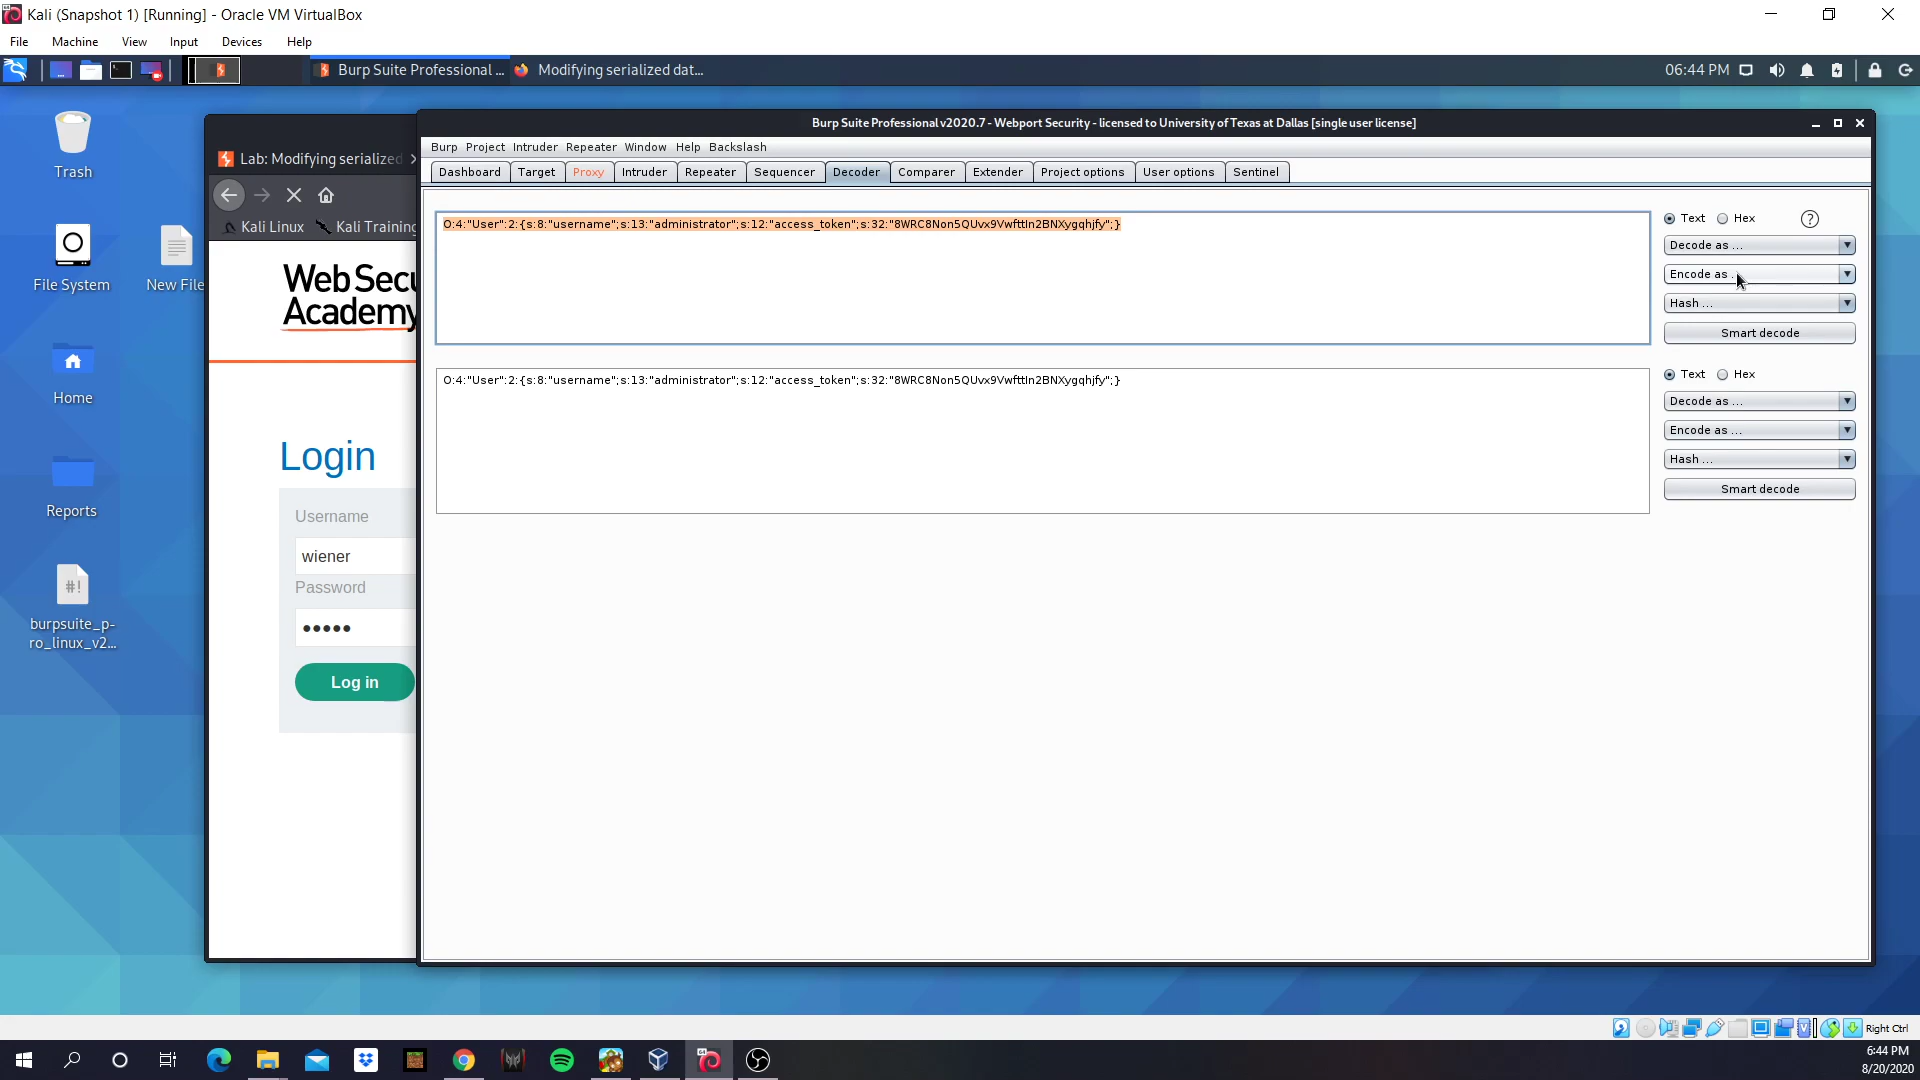 Kali (Snapshot 1) [Running] - Oracle VM VirtualBox
File Machine View Input Devices Help
Burp Suite Professional ... Modifying serialized dat... 06:44 PM
Trash
File System
New File
Home
Reports
burpsuite_p-
ro_linux_v2...
Lab: Modifying serialized
Kali Linux Kali Training
Web Secu
Academy
Login
Username
wiener
Password
•••••
Log in
Burp Suite Professional v2020.7 - Webport Security - licensed to University of Texas at Dallas [single user license]
Burp Project Intruder Repeater Window Help Backslash
Dashboard Target Proxy Intruder Repeater Sequencer Decoder Comparer Extender Project options User options Sentinel
O:4:"User":2:{s:8:"username";s:13:"administrator";s:12:"access_token";s:32:"8WRC8Non5QUvx9VwfttIn2BNXygqhjfy";}
Text Hex ?
Decode as ...
Encode as .
Hash ...
Smart decode
O:4:"User":2:{s:8:"username";s:13:"administrator";s:12:"access_token";s:32:"8WRC8Non5QUvx9VwfttIn2BNXygqhjfy";}
Text Hex
Decode as ...
Encode as ...
Hash ...
Smart decode
Right Ctrl
6:44 PM
8/20/2020